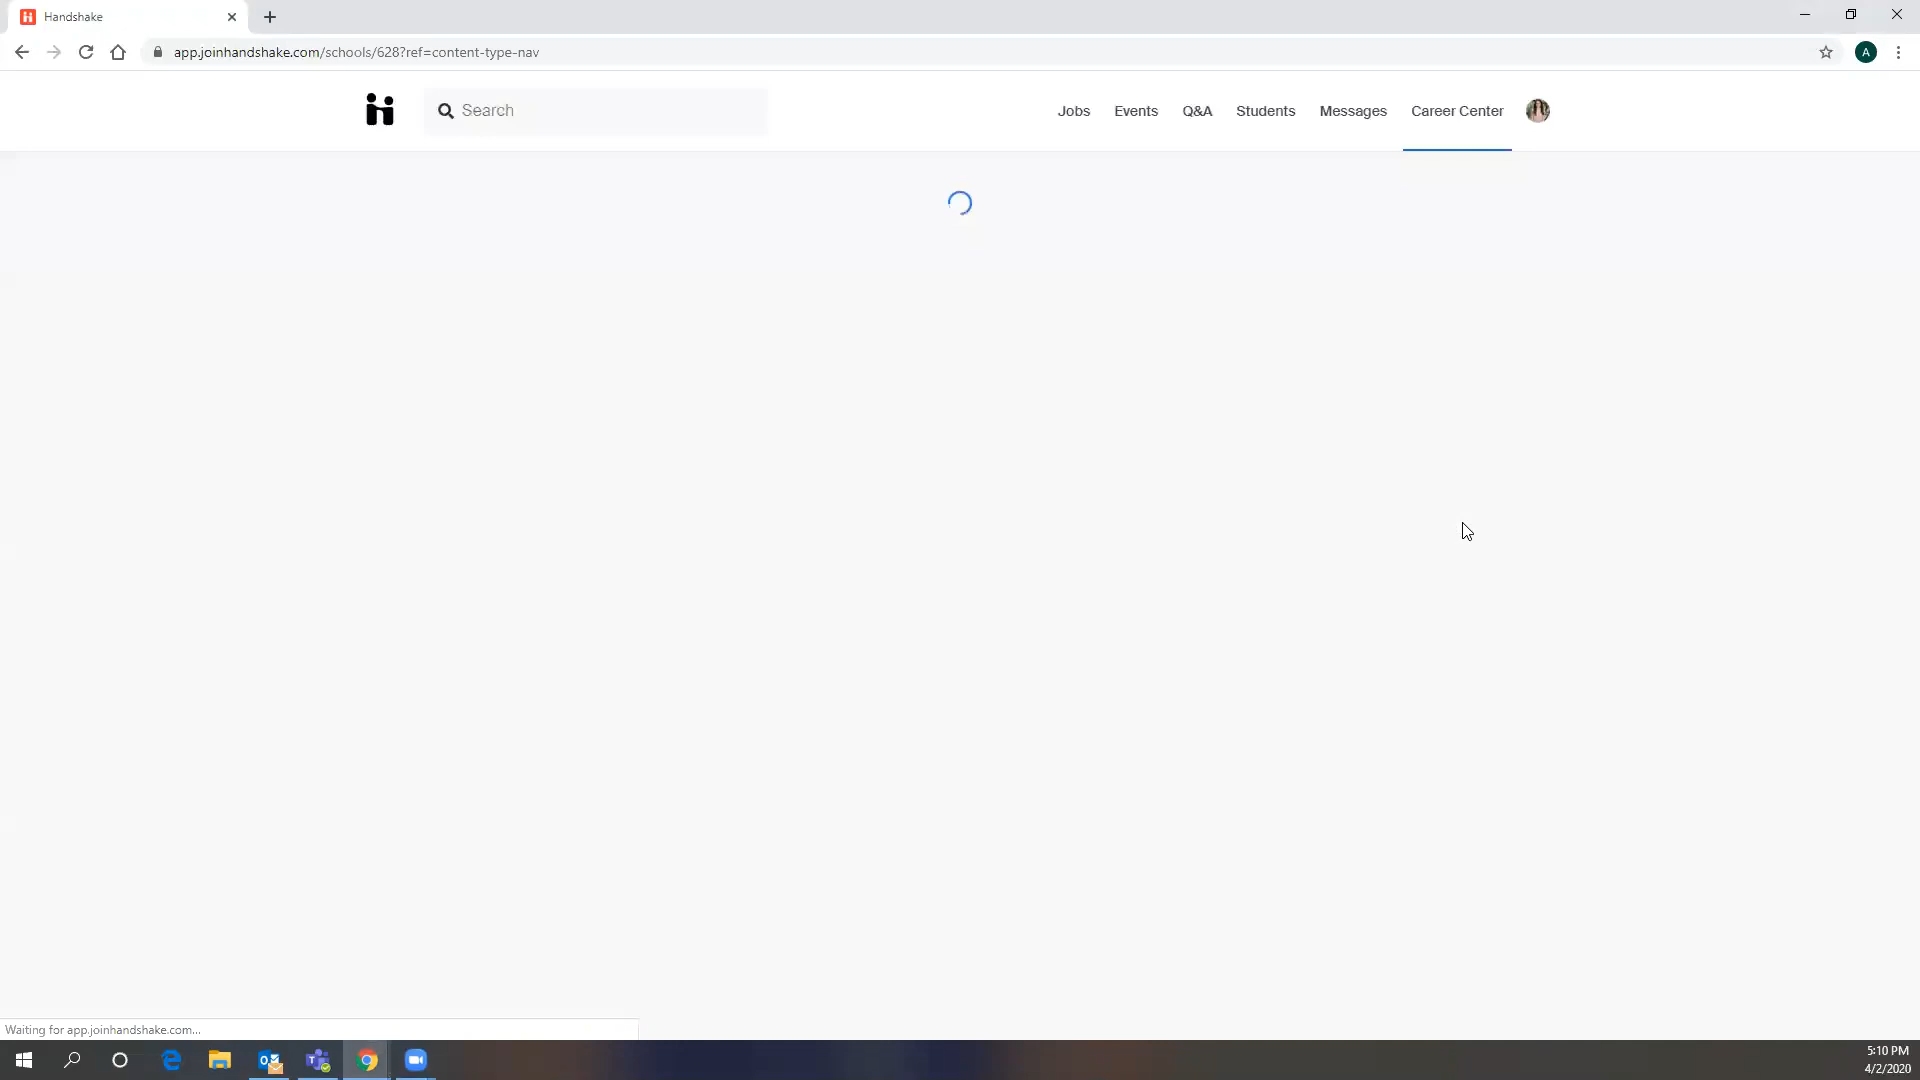 Handshake
app.joinhandshake.com/schools/628?ref=content-type-nav
A
Search
Jobs
Events
Q&A
Students
Messages
Career Center
Waiting for app.joinhandshake.com...
5:10 PM
4/2/2020